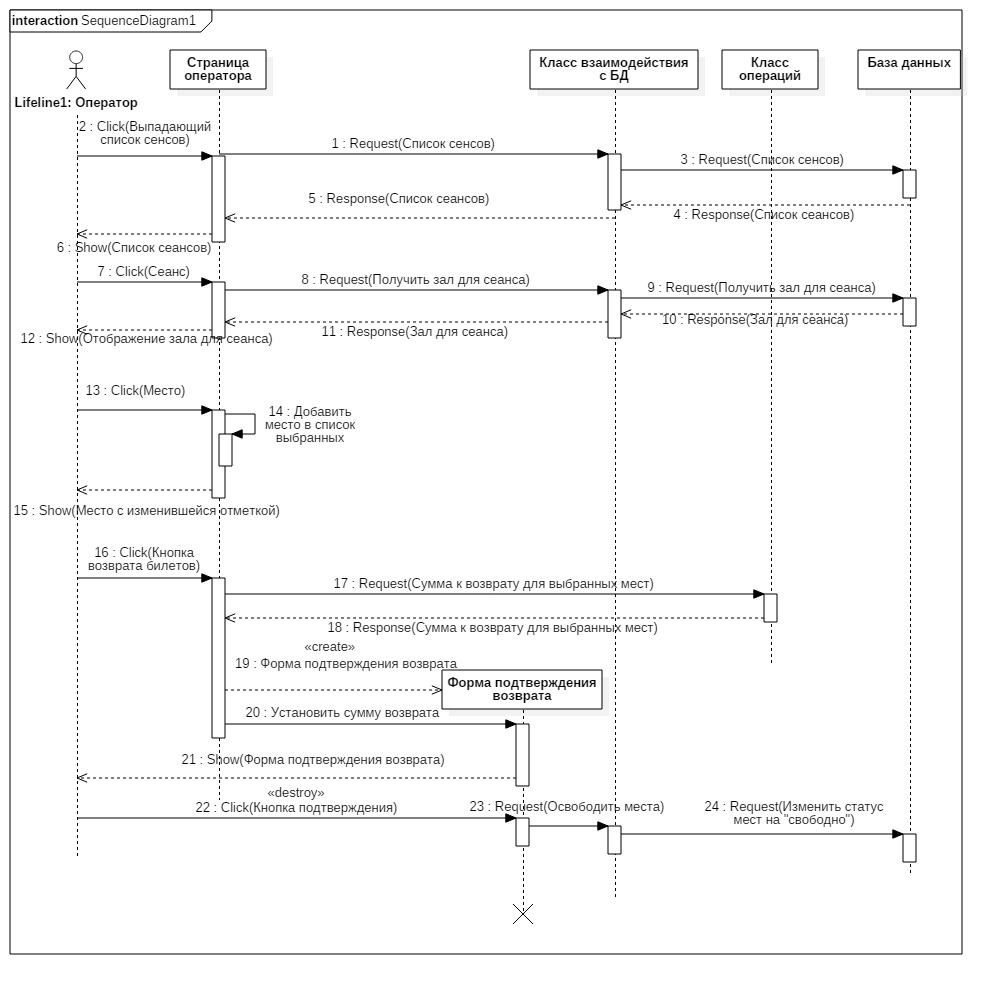 interaction SequenceDiagram1
Lifeline1: Оператор
Страница
оператора
Класс взаимодействия
с БД
Класс
операций
База данных
2 : Click(Выпадающий
список сенсов)
1 : Request(Список сенсов)
3 : Request(Список сенсов)
4 : Response(Список сеансов)
5 : Response(Список сеансов)
6 : Show(Список сеансов)
7 : Click(Сеанс)
8 : Request(Получить зал для сеанса)
9 : Request(Получить зал для сеанса)
10 : Response(Зал для сеанса)
11 : Response(Зал для сеанса)
12 : Show(Отображение зала для сеанса)
13 : Click(Место)
14 : Добавить
место в список
выбранных
15 : Show(Место с изменившейся отметкой)
16 : Click(Кнопка
возврата билетов)
17 : Request(Сумма к возврату для выбранных мест)
18 : Response(Сумма к возврату для выбранных мест)
«create»
19 : Форма подтверждения возврата
Форма подтверждения
возврата
20 : Установить сумму возврата
21 : Show(Форма подтверждения возврата)
«destroy»
22 : Click(Кнопка подтверждения)
23 : Request(Освободить места)
24 : Request(Изменить статус
мест на "свободно")